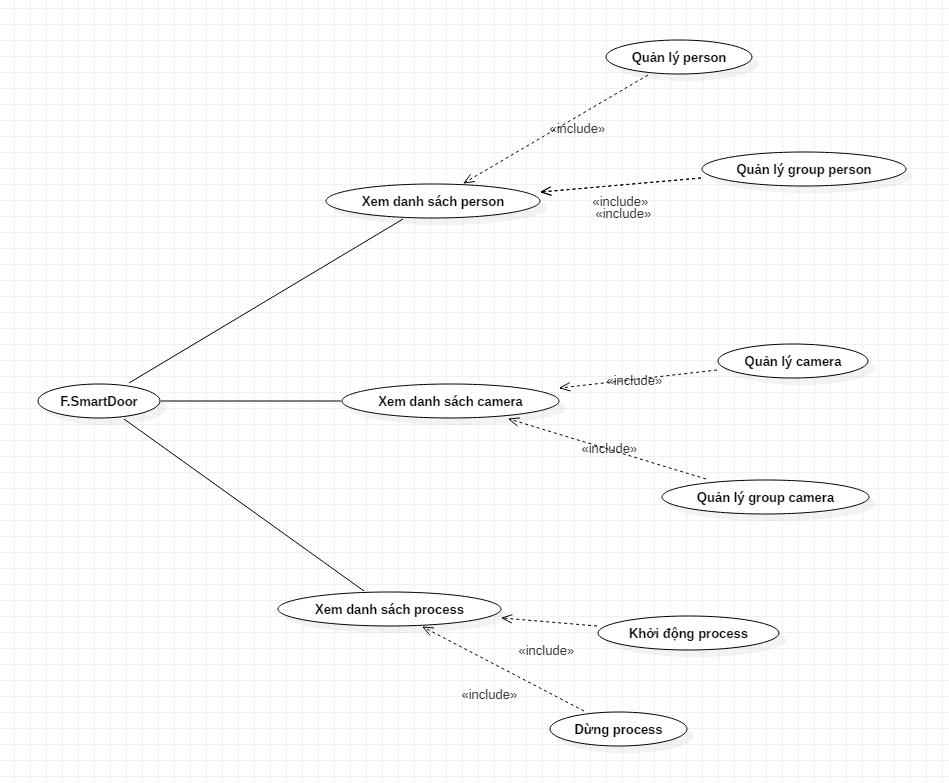 Quản lý person
«include»
Quản lý group person
Xem danh sách person
«include»
«include»
Quản lý camera
«include»
F.SmartDoor
Xem danh sách camera
«include»
Quản lý group camera
Xem danh sách process
Khởi động process
«include»
«include»
Dừng process